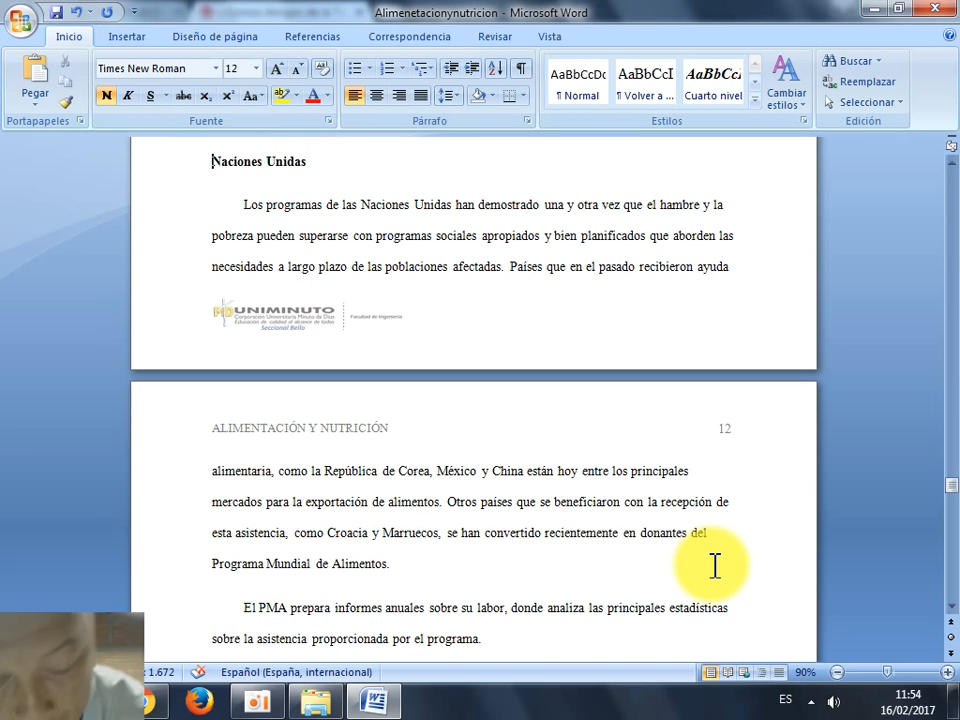 Alimenetacionynutricion - Microsoft Word
Inicio Insertar Diseño de página Referencias Correspondencia Revisar Vista
Pegar
Times New Roman 12
N K S abc x₂ x² Aa
AaBbCcDc AaBbCcI AaBbCcI
¶ Normal ¶ Volver a ... Cuarto nivel
Cambiar estilos
Buscar
Reemplazar
Seleccionar
Portapapeles Fuente Párrafo Estilos Edición
Naciones Unidas
Los programas de las Naciones Unidas han demostrado una y otra vez que el hambre y la
pobreza pueden superarse con programas sociales apropiados y bien planificados que aborden las
necesidades a largo plazo de las poblaciones afectadas. Países que en el pasado recibieron ayuda
UNIMINUTO
Corporación Universitaria Minuto de Dios
Educación de calidad al alcance de todos
Seccional Bello
Facultad de Ingeniería
ALIMENTACIÓN Y NUTRICIÓN 12
alimentaria, como la República de Corea, México y China están hoy entre los principales
mercados para la exportación de alimentos. Otros países que se beneficiaron con la recepción de
esta asistencia, como Croacia y Marruecos, se han convertido recientemente en donantes del
Programa Mundial de Alimentos.
El PMA prepara informes anuales sobre su labor, donde analiza las principales estadísticas
sobre la asistencia proporcionada por el programa.
1.672 Español (España, internacional) 90%
ES 11:54
16/02/2017